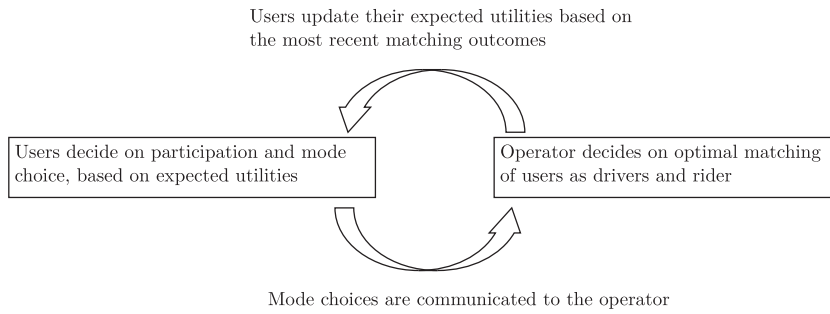 Users update their expected utilities based on
the most recent matching outcomes
Users decide on participation and mode
choice, based on expected utilities
Operator decides on optimal matching
of users as drivers and rider
Mode choices are communicated to the operator